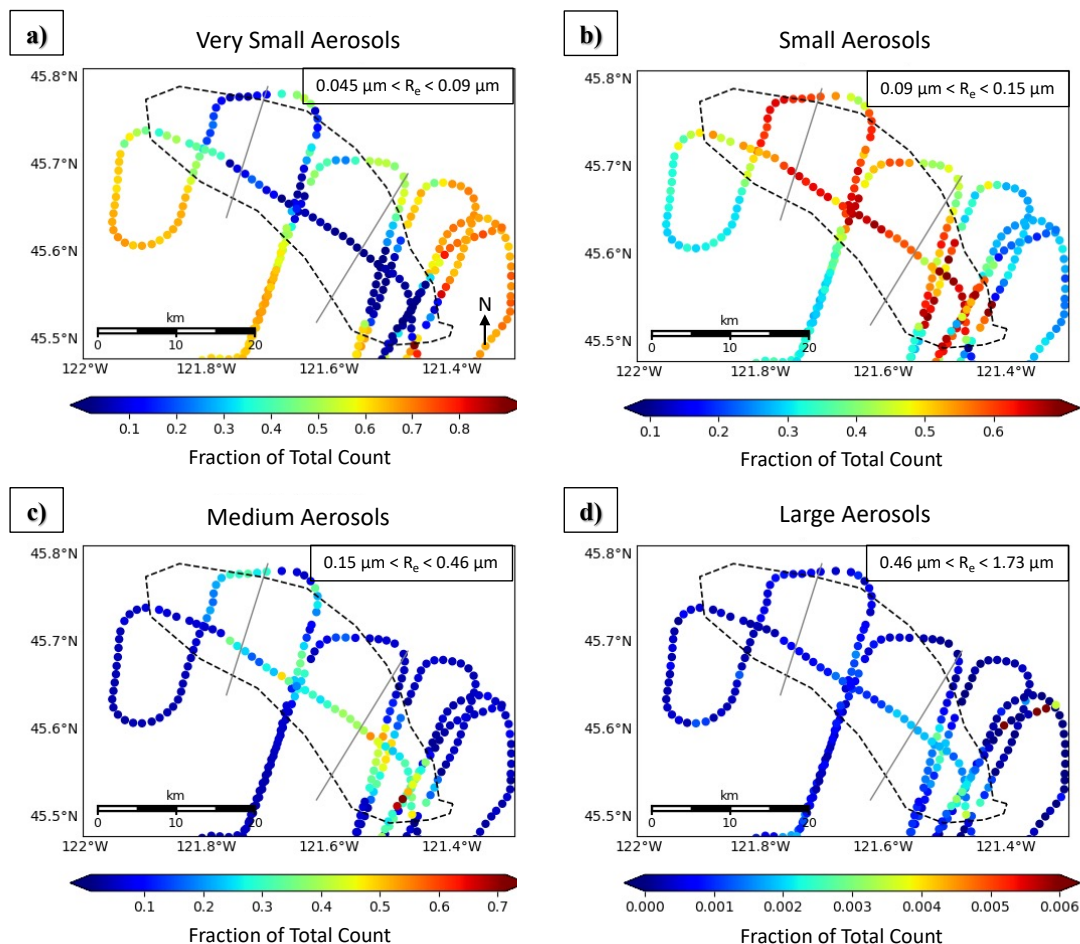 a)
Very Small Aerosols
0.045 µm < Re < 0.09 µm
45.8°N
45.7°N
45.6°N
45.5°N
N
km
0 10 20
122°W 121.8°W 121.6°W 121.4°W
0.1 0.2 0.3 0.4 0.5 0.6 0.7 0.8
Fraction of Total Count
b)
Small Aerosols
0.09 µm < Re < 0.15 µm
45.8°N
45.7°N
45.6°N
45.5°N
km
0 10 20
122°W 121.8°W 121.6°W 121.4°W
0.1 0.2 0.3 0.4 0.5 0.6
Fraction of Total Count
c)
Medium Aerosols
0.15 µm < Re < 0.46 µm
45.8°N
45.7°N
45.6°N
45.5°N
km
0 10 20
122°W 121.8°W 121.6°W 121.4°W
0.1 0.2 0.3 0.4 0.5 0.6 0.7
Fraction of Total Count
d)
Large Aerosols
0.46 µm < Re < 1.73 µm
45.8°N
45.7°N
45.6°N
45.5°N
km
0 10 20
122°W 121.8°W 121.6°W 121.4°W
0.000 0.001 0.002 0.003 0.004 0.005 0.006
Fraction of Total Count